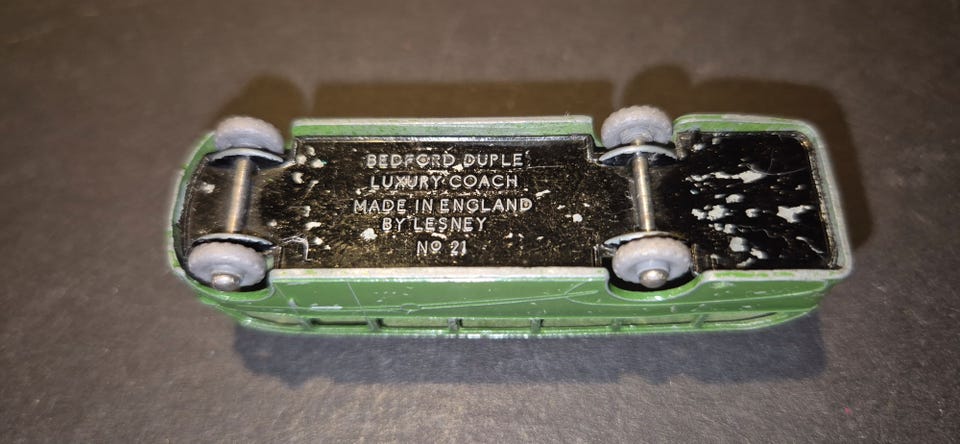 BEDFORD DUPLE
LUXURY COACH
MADE IN ENGLAND
BY LESNEY
No 21